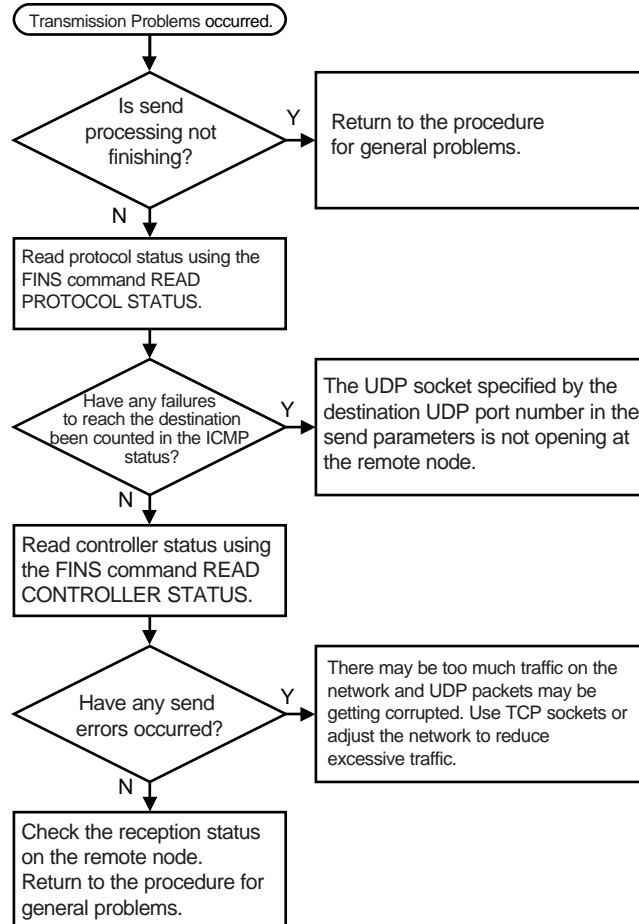 Transmission Problems occurred.
Is send
processing not
finishing?
Y
Return to the procedure
for general problems.
N
Read protocol status using the
FINS command READ
PROTOCOL STATUS.
Have any failures
to reach the destination
been counted in the ICMP
status?
Y
The UDP socket specified by the
destination UDP port number in the
send parameters is not opening at
the remote node.
N
Read controller status using
the FINS command READ
CONTROLLER STATUS.
Have any send
errors occurred?
Y
There may be too much traffic on the
network and UDP packets may be
getting corrupted. Use TCP sockets or
adjust the network to reduce
excessive traffic.
N
Check the reception status
on the remote node.
Return to the procedure for
general problems.